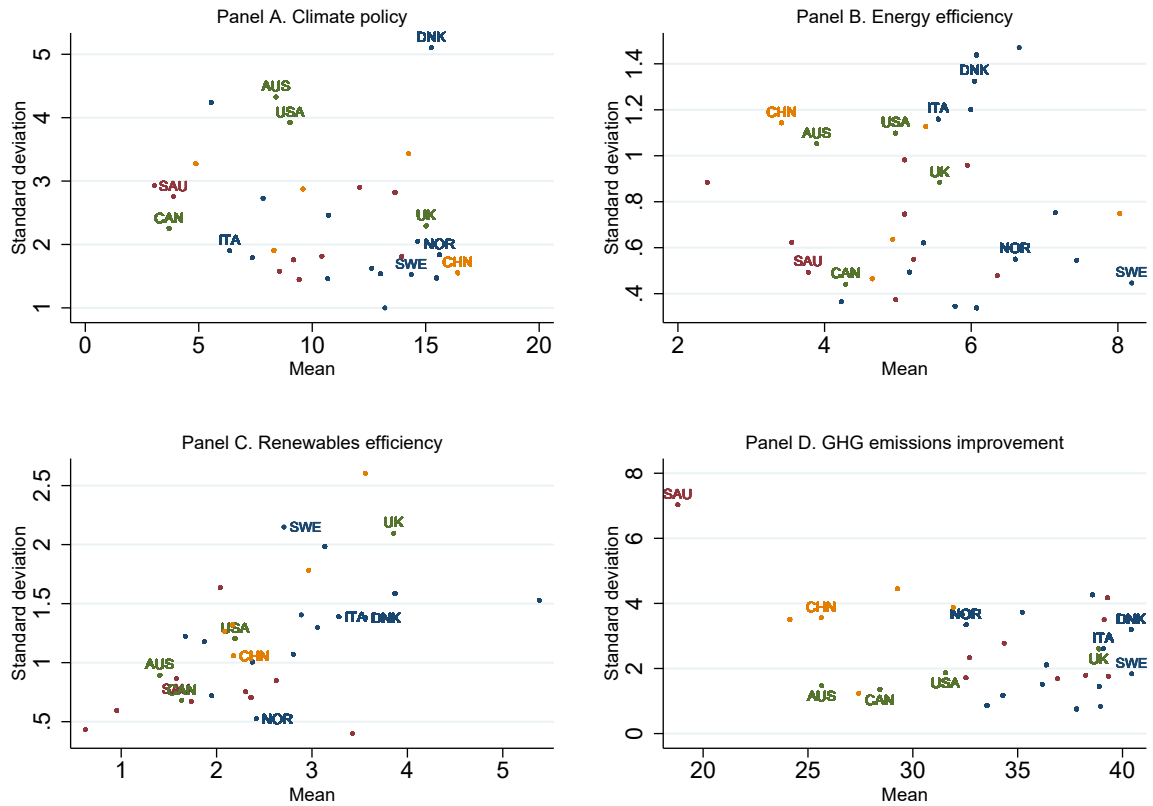 Panel A. Climate policy
Standard deviation
5
4
3
2
1
DNK
AUS
USA
SAU
CAN
UK
ITA
NOR
SWE
CHN
0 5 10 15 20
Mean
Panel B. Energy efficiency
Standard deviation
1.4
1.2
1
.8
.6
.4
DNK
ITA
CHN
USA
AUS
UK
NOR
SAU
CAN
SWE
2 4 6 8
Mean
Panel C. Renewables efficiency
Standard deviation
2.5
2
1.5
1
.5
UK
SWE
ITA DNK
USA
CHN
AUS
SAU
CAN
NOR
1 2 3 4 5
Mean
Panel D. GHG emissions improvement
Standard deviation
8
6
4
2
0
SAU
CHN
NOR
DNK
ITA
UK
SWE
USA
AUS
CAN
20 25 30 35 40
Mean